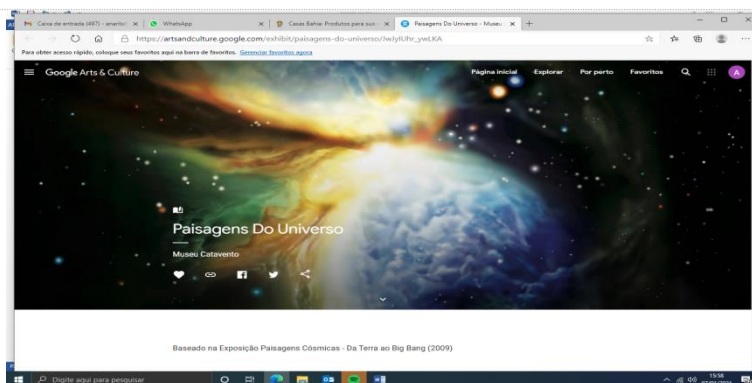 Caixa de entrada (497) - anarito
WhatsApp
Casas Bahia: Produtos para sua
Paisagens Do Universo - Museu
https://artsandculture.google.com/exhibit/paisagens-do-universo/JwJyIUhr_ywLKA
Para obter acesso rápido, coloque seus favoritos aqui na barra de favoritos. Gerenciar favoritos agora
Google Arts & Culture
Página inicial Explorar Por perto Favoritos
A
Paisagens Do Universo
Museu Catavento
Baseado na Exposição Paisagens Cósmicas - Da Terra ao Big Bang (2009)
Digite aqui para pesquisar
15:58